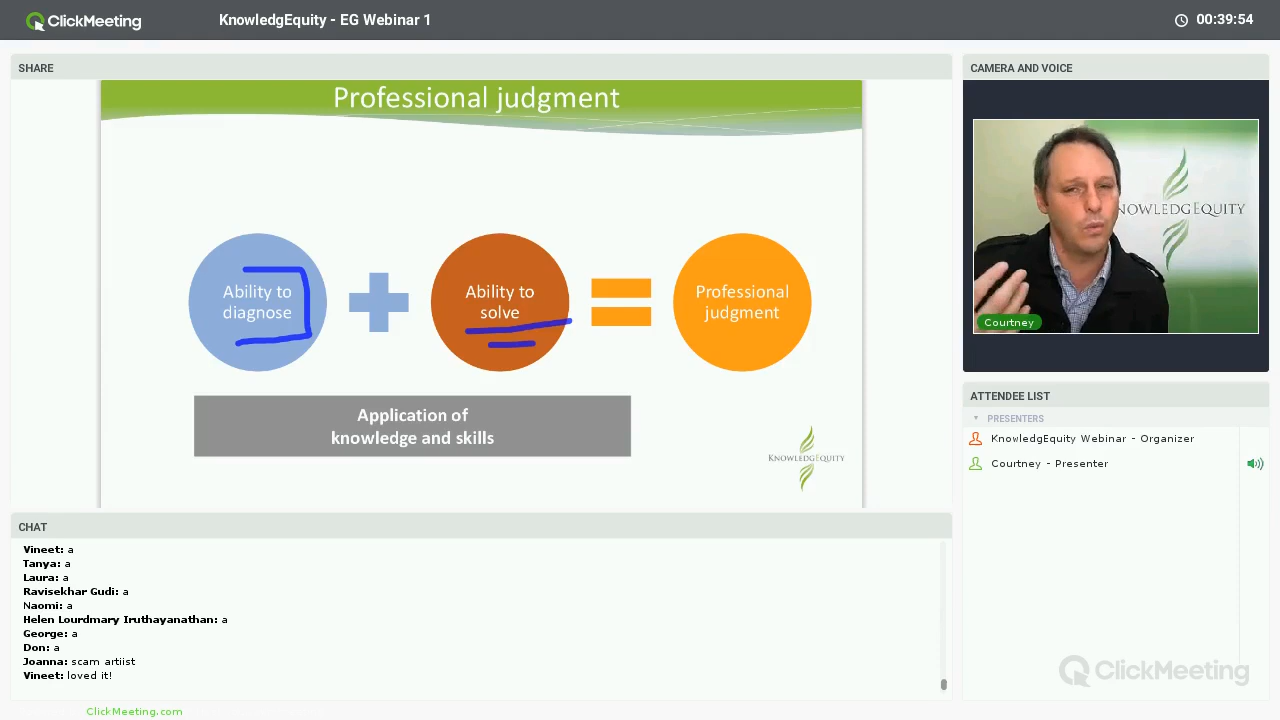 ClickMeeting
KnowledgEquity - EG Webinar 1
00:39:54
SHARE
Professional judgment
Ability to
diagnose
Ability to
solve
Professional
judgment
Application of
knowledge and skills
KNOWLEDGEQUITY
CAMERA AND VOICE
NOWLEDGEQUITY
Courtney
ATTENDEE LIST
PRESENTERS
KnowledgEquity Webinar - Organizer
Courtney - Presenter
CHAT
Vineet: a
Tanya: a
Laura: a
Ravisekhar Gudi: a
Naomi: a
Helen Lourdmary Iruthayanathan: a
George: a
Don: a
Joanna: scam artiist
Vineet: loved it!
ClickMeeting
ClickMeeting.com